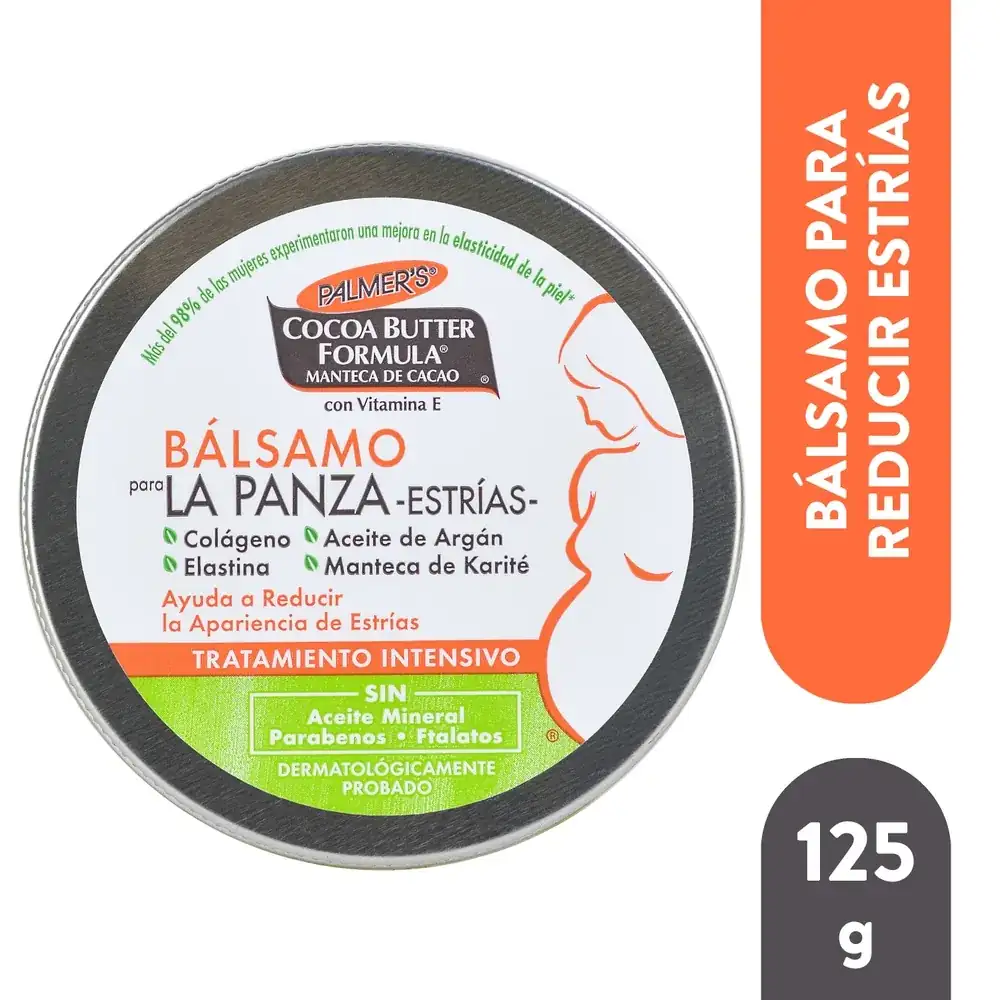 Más del 98% de las mujeres experimentaron una mejora en la elasticidad de la piel*
PALMER'S®
COCOA BUTTER
FORMULA®
MANTECA DE CACAO ®
con Vitamina E
BÁLSAMO
para LA PANZA -ESTRÍAS-
Colágeno Aceite de Argán
Elastina Manteca de Karité
Ayuda a Reducir
la Apariencia de Estrías
TRATAMIENTO INTENSIVO
SIN
Aceite Mineral
Parabenos • Ftalatos
®
DERMATOLÓGICAMENTE
PROBADO
BÁLSAMO PARA
REDUCIR ESTRÍAS
125
g